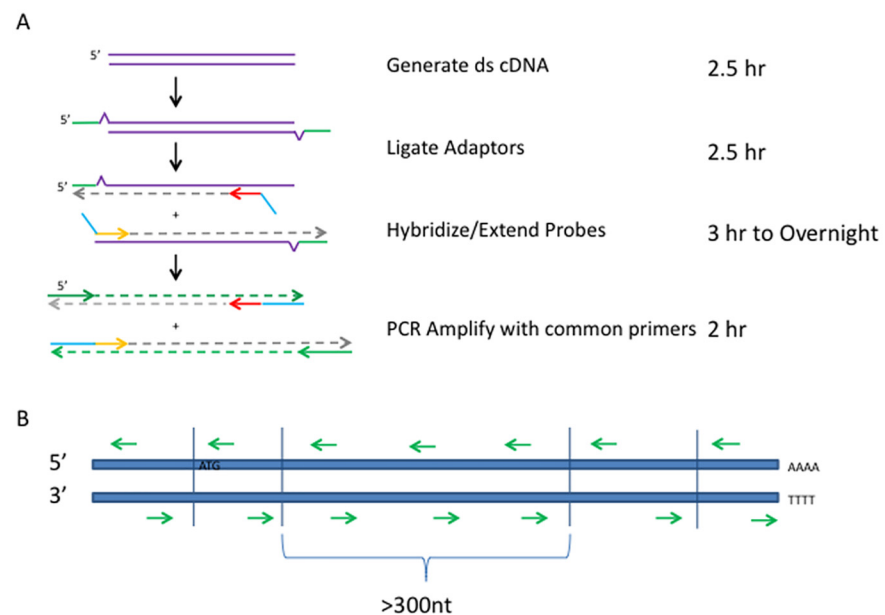 A
5’
Generate ds cDNA 2.5 hr
5’
Ligate Adaptors 2.5 hr
5’
+
Hybridize/Extend Probes 3 hr to Overnight
5’
+
PCR Amplify with common primers 2 hr
B
5’ ATG AAAA
3’ TTTT
>300nt